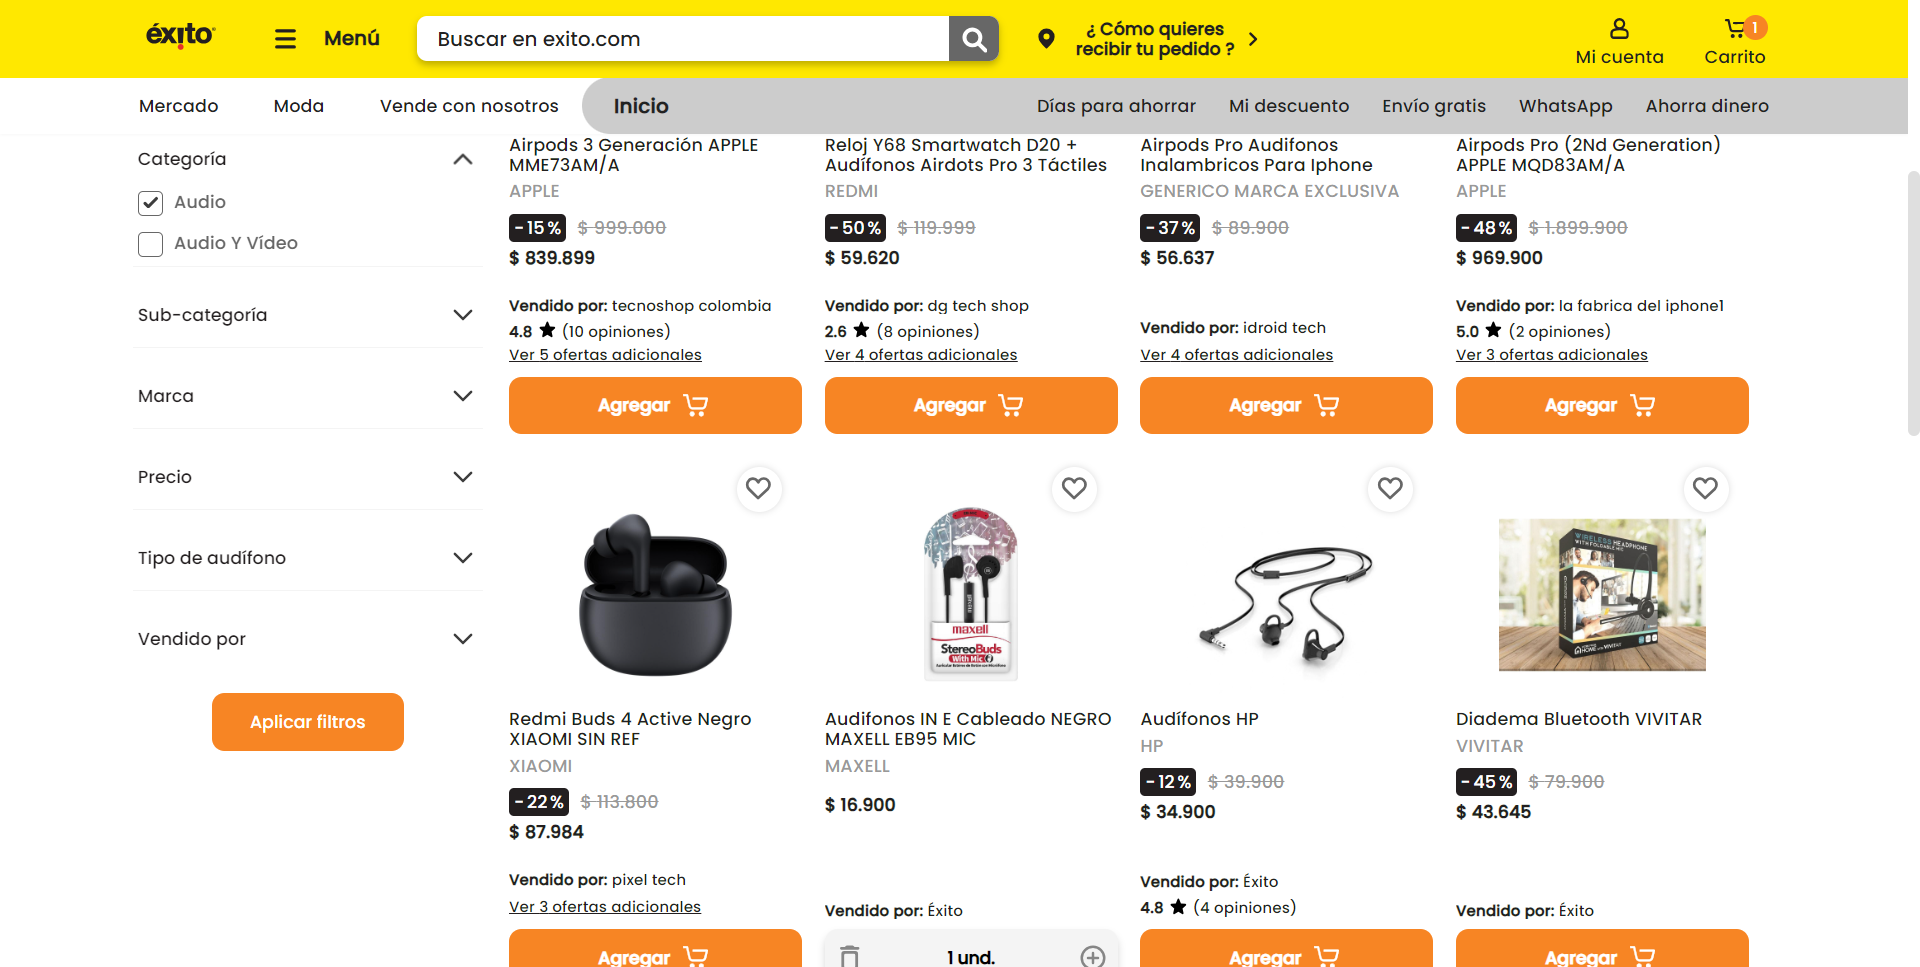 éxito
Menú
Buscar en exito.com
¿ Cómo quieres
recibir tu pedido ?
Mi cuenta
1
Carrito
Mercado
Moda
Vende con nosotros
Inicio
Días para ahorrar
Mi descuento
Envío gratis
WhatsApp
Ahorra dinero
Categoría
Audio
Audio Y Vídeo
Sub-categoría
Marca
Precio
Tipo de audífono
Vendido por
Aplicar filtros
Airpods 3 Generación APPLE
MME73AM/A
APPLE
-15% $ 999.000
$ 839.899
Vendido por: tecnoshop colombia
4.8 ★ (10 opiniones)
Ver 5 ofertas adicionales
Agregar
Reloj Y68 Smartwatch D20 +
Audífonos Airdots Pro 3 Táctiles
REDMI
-50% $ 119.999
$ 59.620
Vendido por: dg tech shop
2.6 ★ (8 opiniones)
Ver 4 ofertas adicionales
Agregar
Airpods Pro Audifonos
Inalambricos Para Iphone
GENERICO MARCA EXCLUSIVA
-37% $ 89.900
$ 56.637
Vendido por: idroid tech
Ver 4 ofertas adicionales
Agregar
Airpods Pro (2Nd Generation)
APPLE MQD83AM/A
APPLE
-48% $ 1.899.900
$ 969.900
Vendido por: la fabrica del iphone1
5.0 ★ (2 opiniones)
Ver 3 ofertas adicionales
Agregar
Redmi Buds 4 Active Negro
XIAOMI SIN REF
XIAOMI
-22% $ 113.800
$ 87.984
Vendido por: pixel tech
Ver 3 ofertas adicionales
Agregar
maxell
StereoBuds
With Mic
Audifonos IN E Cableado NEGRO
MAXELL EB95 MIC
MAXELL
$ 16.900
Vendido por: Éxito
1 und.
Audífonos HP
HP
-12% $ 39.900
$ 34.900
Vendido por: Éxito
4.8 ★ (4 opiniones)
Agregar
WIRELESS HEADPHONE
WITH FOLDABLE MIC
Diadema Bluetooth VIVITAR
VIVITAR
-45% $ 79.900
$ 43.645
Vendido por: Éxito
Agregar